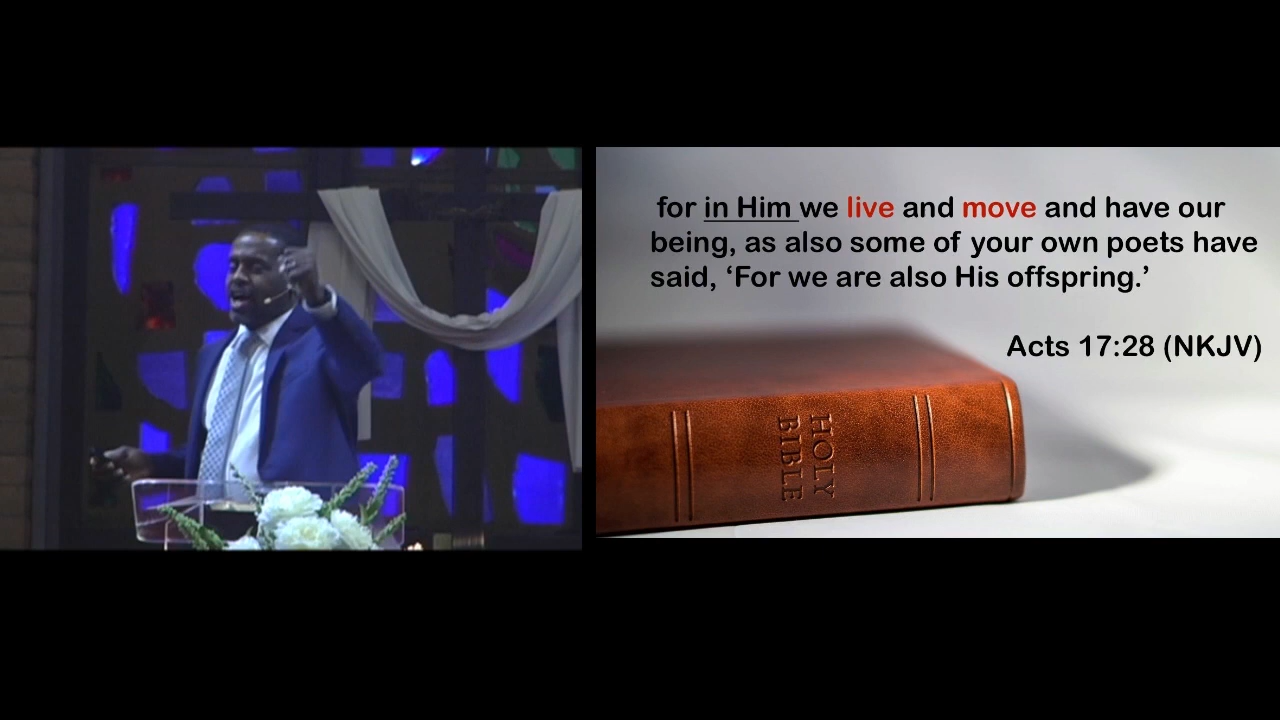 for in Him we live and move and have our
being, as also some of your own poets have
said, ‘For we are also His offspring.’
Acts 17:28 (NKJV)
HOLY
BIBLE